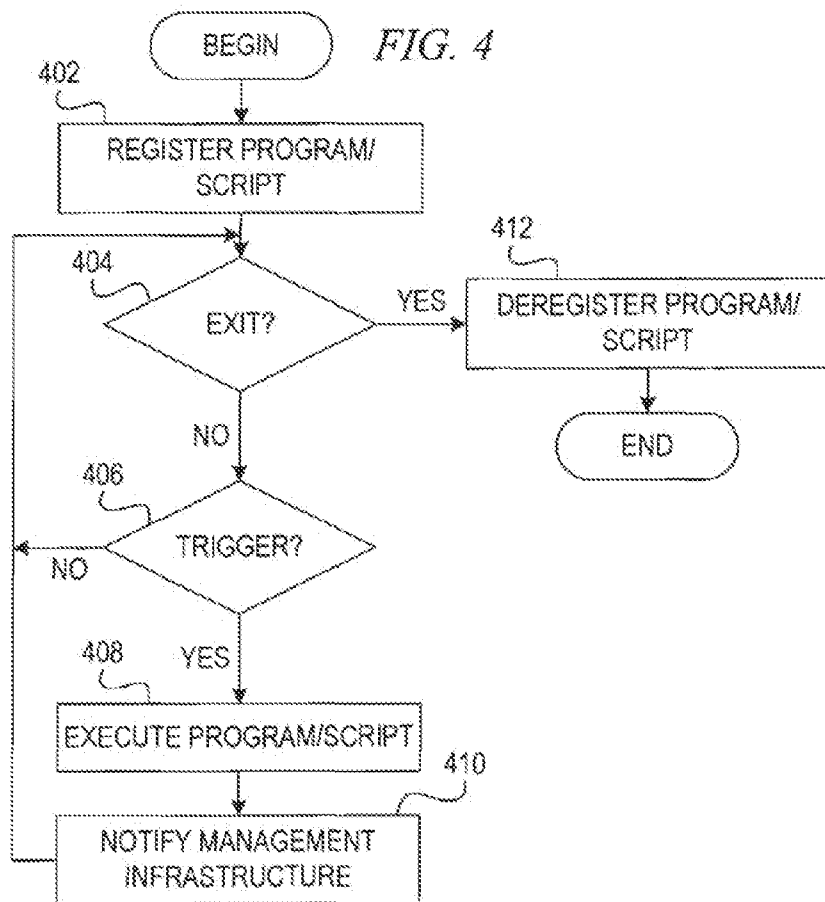 BEGIN
FIG. 4
402
REGISTER PROGRAM/
SCRIPT
404
EXIT?
YES
412
DEREGISTER PROGRAM/
SCRIPT
END
NO
406
TRIGGER?
NO
YES
408
EXECUTE PROGRAM/SCRIPT
410
NOTIFY MANAGEMENT
INFRASTRUCTURE